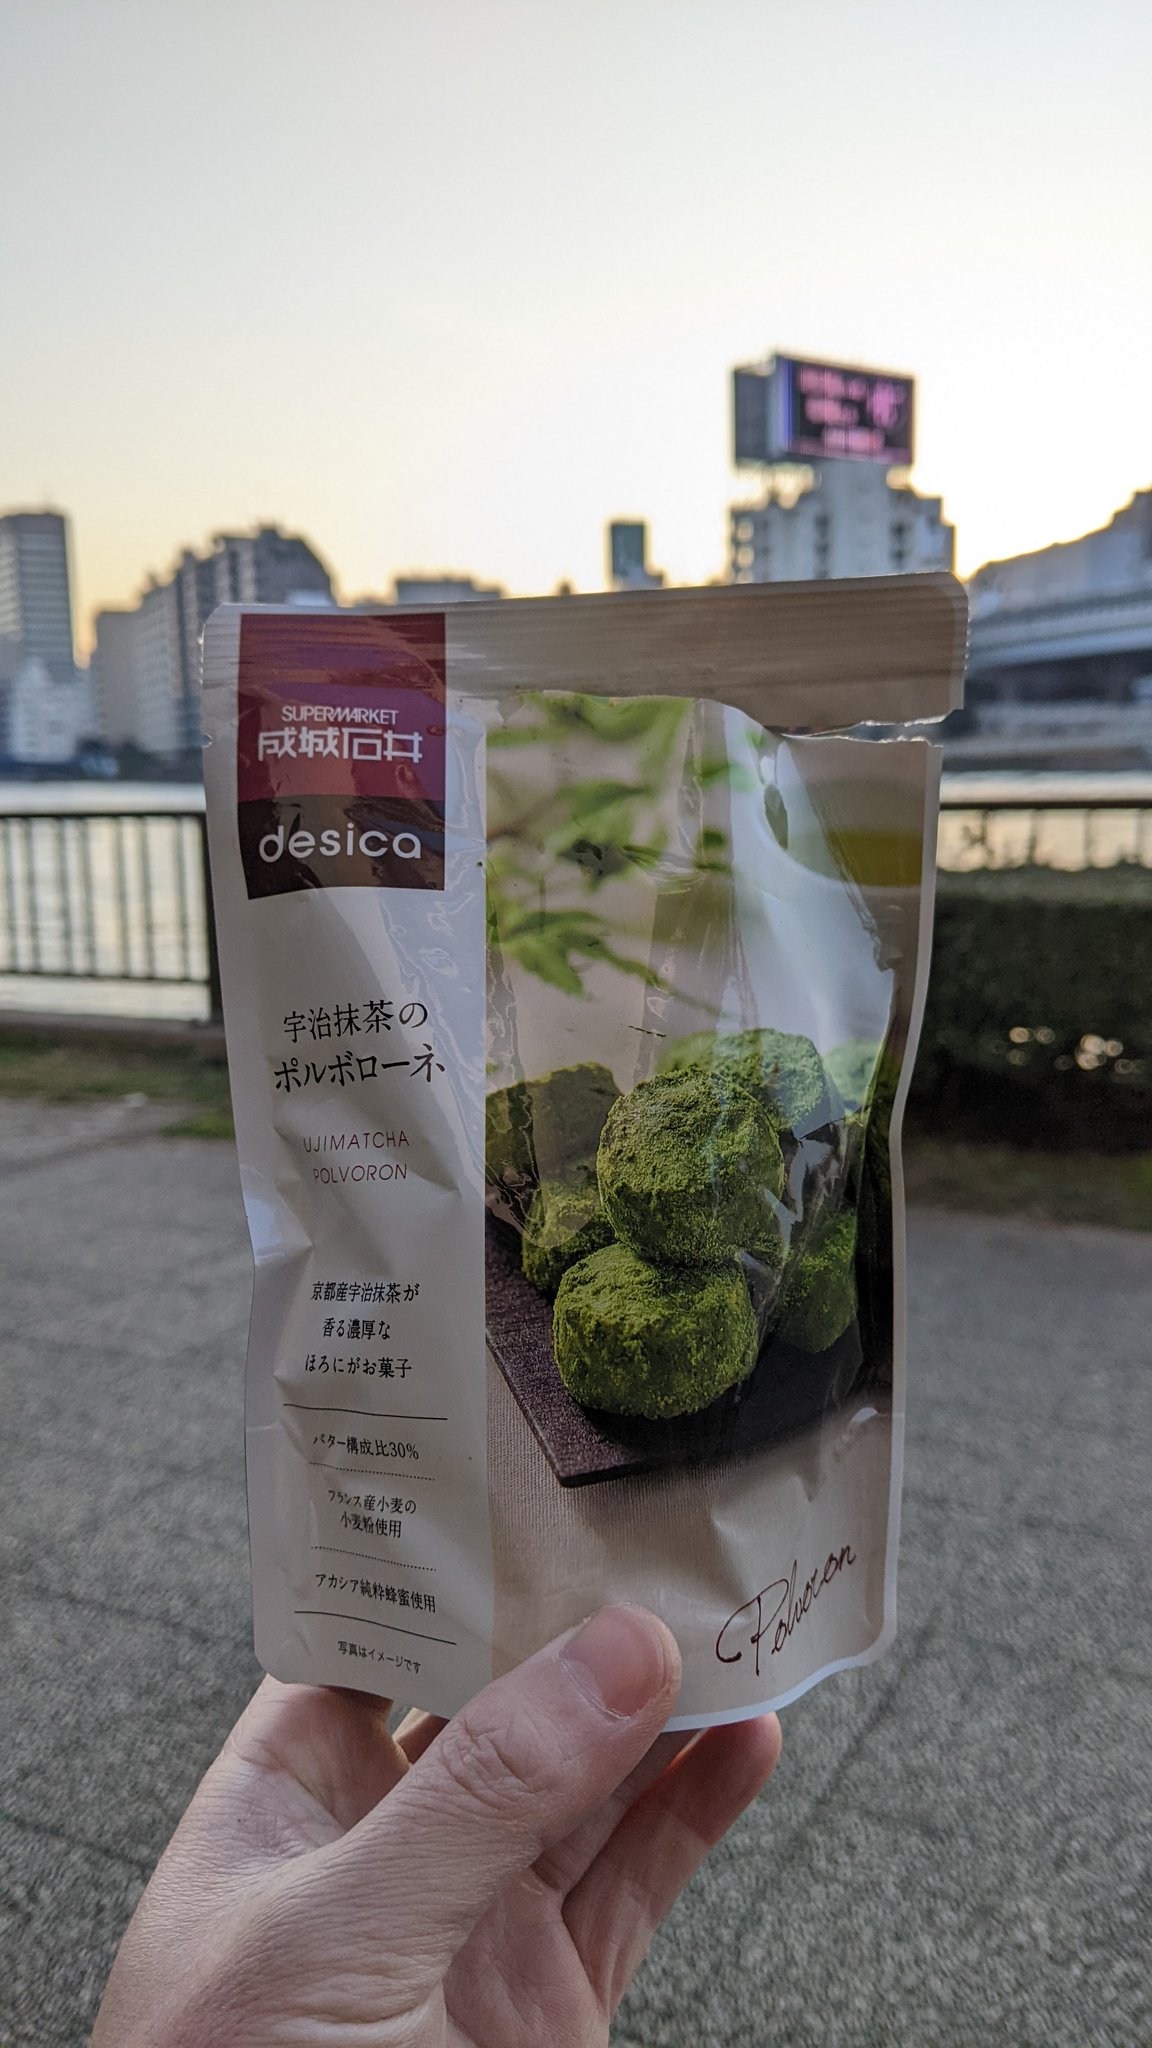 SUPERMARKET
成城石井
desica
宇治抹茶の
ポルボローネ
UJIMATCHA
POLVORON
京都産宇治抹茶が
香る濃厚な
ほろにがお菓子
バター構成比30%
フランス産小麦の
小麦粉使用
アカシア純粋蜂蜜使用
写真はイメージです
Polvoron